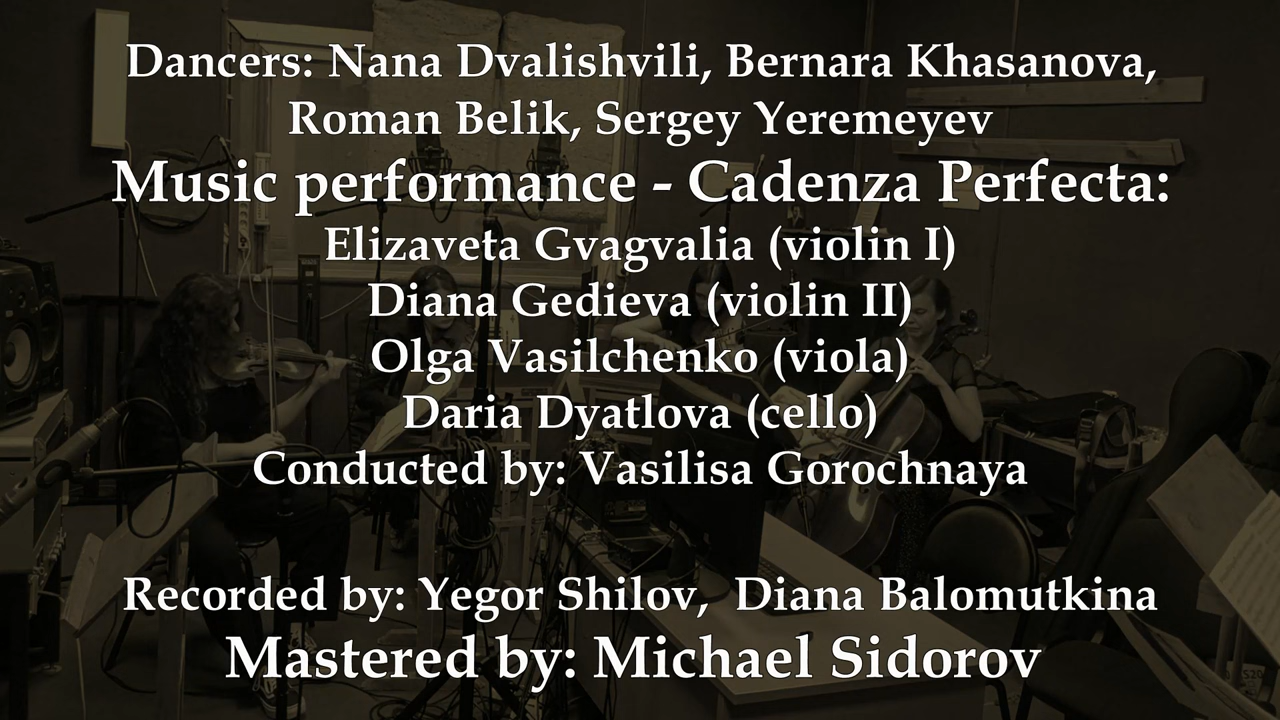 Dancers: Nana Dvalishvili, Bernara Khasanova,
Roman Belik, Sergey Yeremeyev
Music performance - Cadenza Perfecta:
Elizaveta Gvagvalia (violin I)
Diana Gedieva (violin II)
Olga Vasilchenko (viola)
Daria Dyatlova (cello)
Conducted by: Vasilisa Gorochnaya
Recorded by: Yegor Shilov, Diana Balomutkina
Mastered by: Michael Sidorov